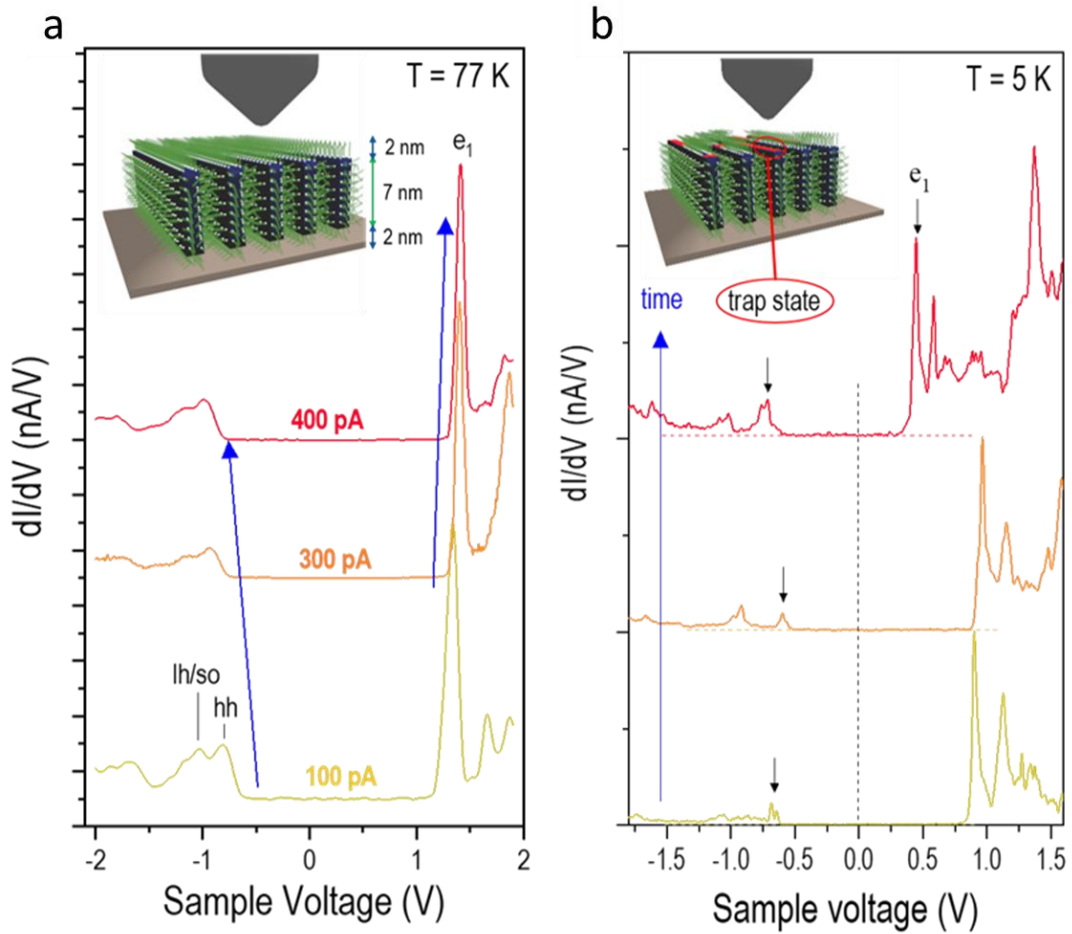 a
T = 77 K
e1
2 nm
7 nm
2 nm
400 pA
300 pA
lh/so
hh
100 pA
dI/dV (nA/V)
-2
-1
0
1
2
Sample Voltage (V)
b
T = 5 K
e1
time
trap state
dI/dV (nA/V)
-1.5
-1.0
-0.5
0.0
0.5
1.0
1.5
Sample voltage (V)